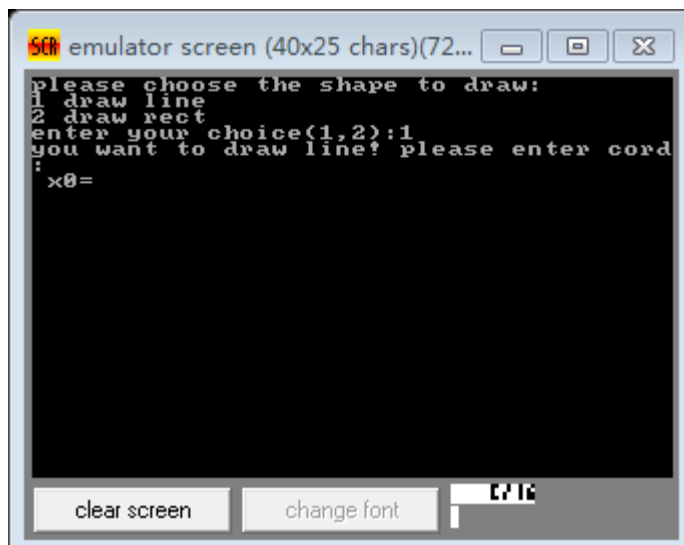 SCR emulator screen (40x25 chars)(72...
please choose the shape to draw:
1 draw line
2 draw rect
enter your choice(1,2):1
you want to draw line! please enter cord
:
x0=
clear screen
change font